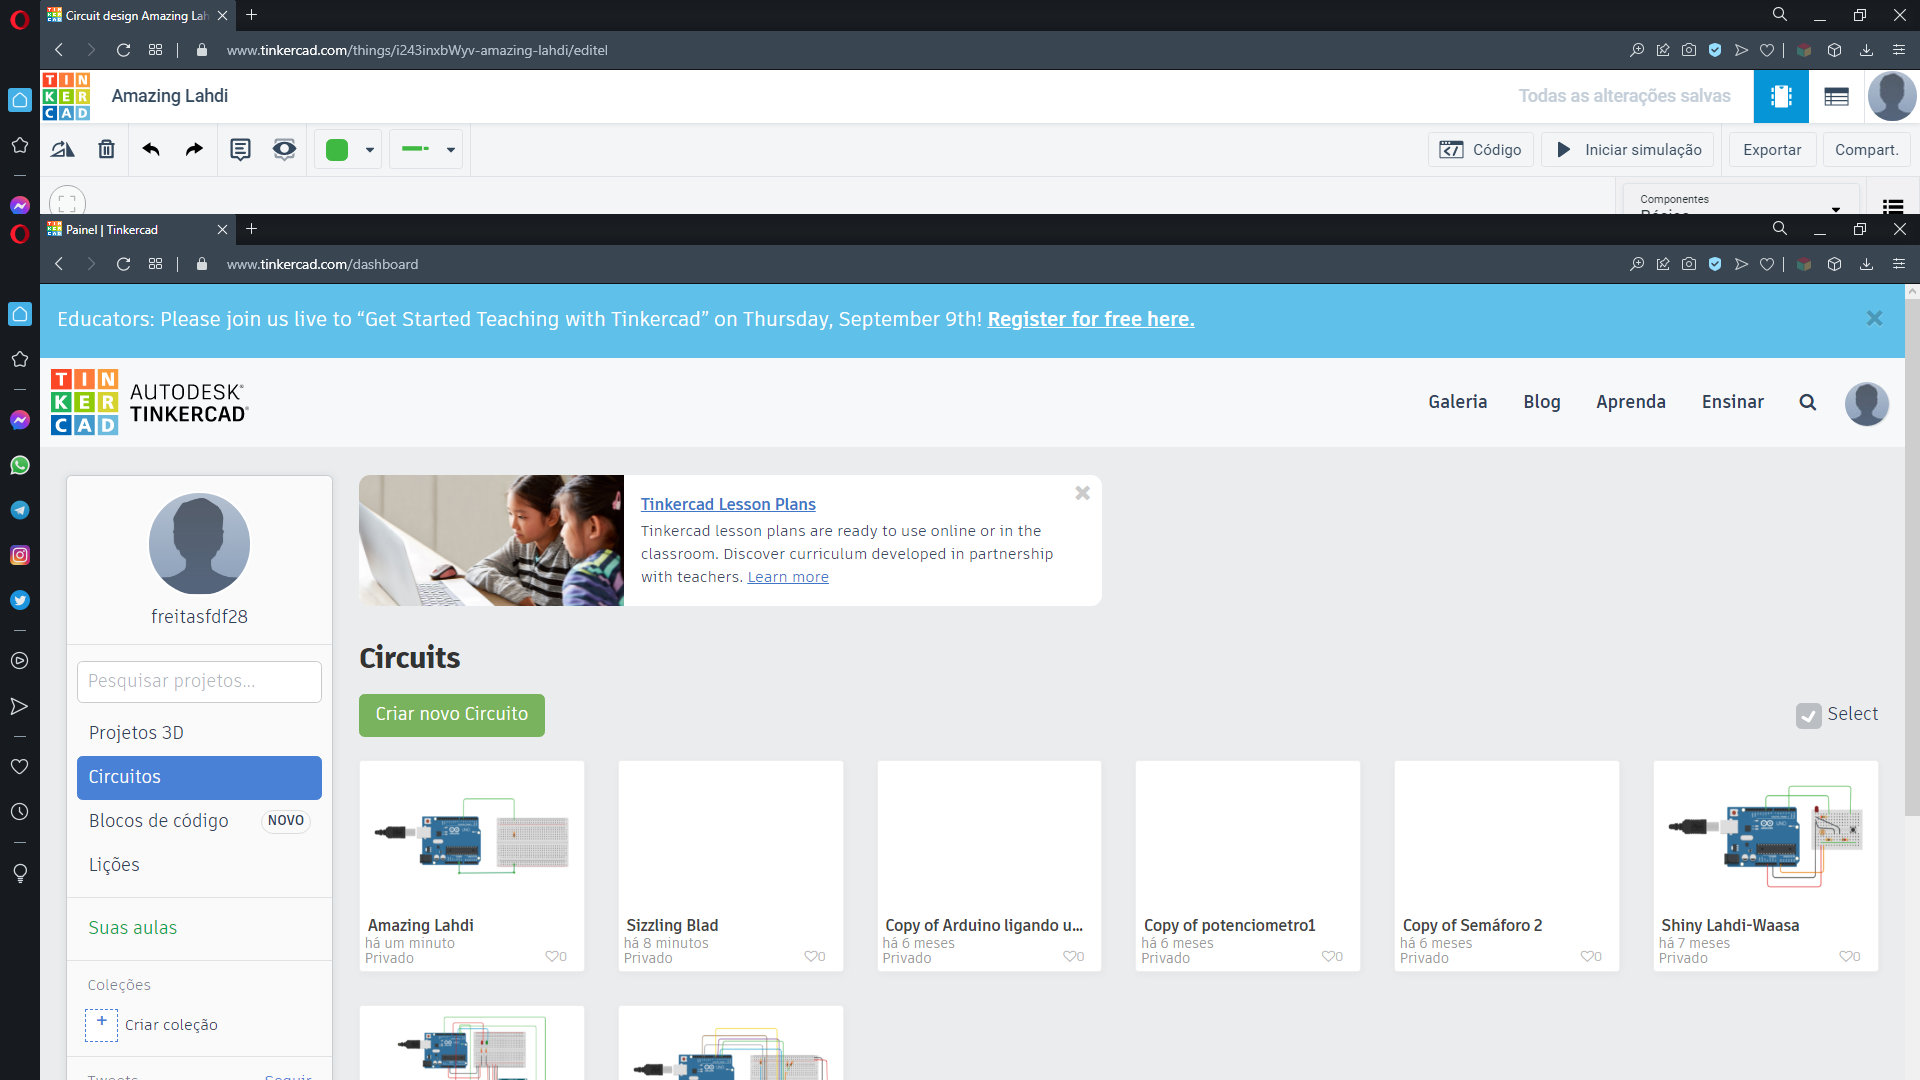 Circuit design Amazing Lah
www.tinkercad.com/things/i243inxbWyv-amazing-lahdi/editel
TIN
KER
CAD
Amazing Lahdi
Todas as alterações salvas
Código
Iniciar simulação
Exportar
Compart.
Componentes
Painel | Tinkercad
www.tinkercad.com/dashboard
Educators: Please join us live to “Get Started Teaching with Tinkercad” on Thursday, September 9th! Register for free here.
TIN
KER
CAD
AUTODESK®
TINKERCAD®
Galeria
Blog
Aprenda
Ensinar
freitasfdf28
Pesquisar projetos...
Projetos 3D
Circuitos
Blocos de código
NOVO
Lições
Suas aulas
Coleções
+ Criar coleção
Tweets
Seguir
Tinkercad Lesson Plans
Tinkercad lesson plans are ready to use online or in the
classroom. Discover curriculum developed in partnership
with teachers. Learn more
Circuits
Criar novo Circuito
Select
Amazing Lahdi
há um minuto
Privado
0
Sizzling Blad
há 8 minutos
Privado
0
Copy of Arduino ligando u...
há 6 meses
Privado
0
Copy of potenciometro1
há 6 meses
Privado
0
Copy of Semáforo 2
há 6 meses
Privado
0
Shiny Lahdi-Waasa
há 7 meses
Privado
0